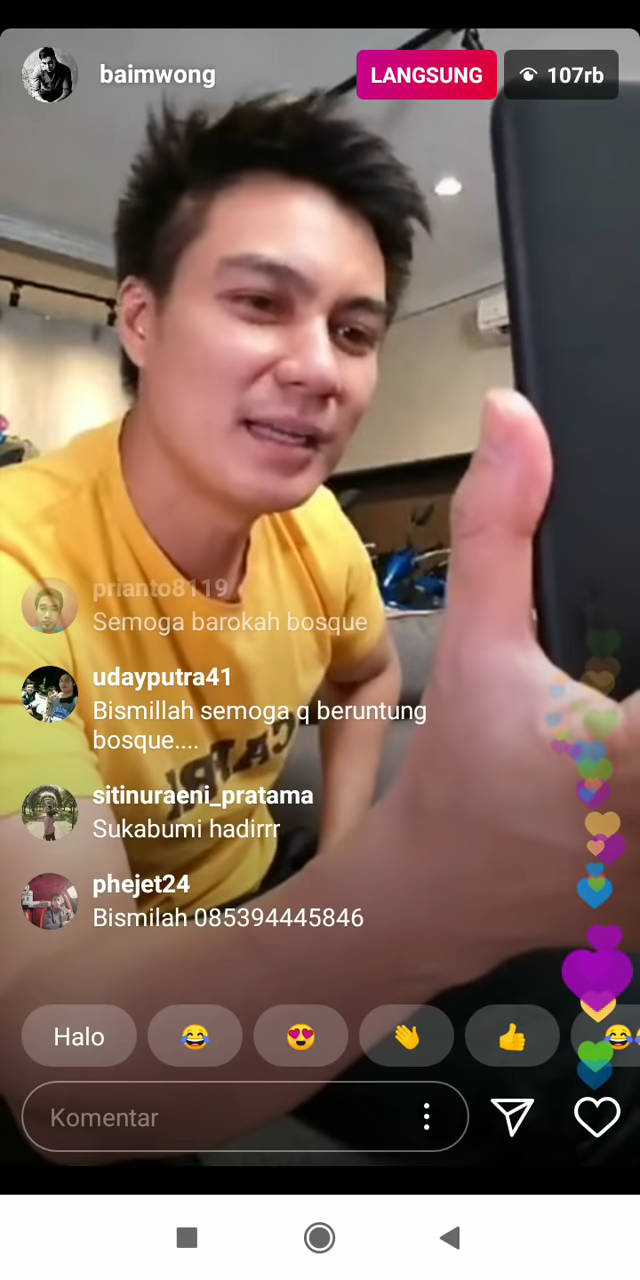 baimwong
LANGSUNG
107rb
prianto8119
Semoga barokah bosque
udayputra41
Bismillah semoga q beruntung
bosque....
sitinuraeni_pratama
Sukabumi hadirrr
phejet24
Bismilah 085394445846
Halo
Komentar